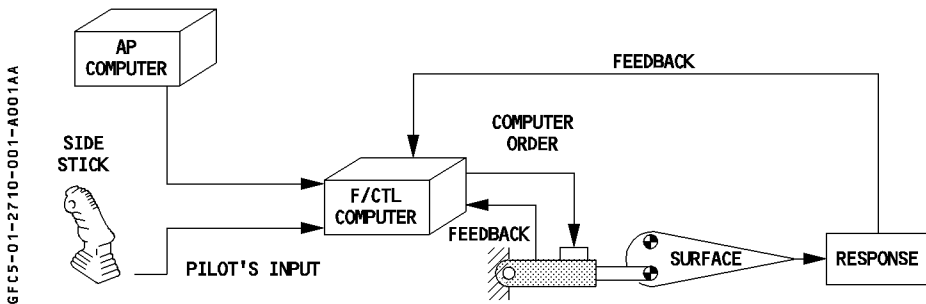 GFC5-01-2710-001-A001AA
AP
COMPUTER
SIDE
STICK
PILOT'S INPUT
F/CTL
COMPUTER
COMPUTER
ORDER
FEEDBACK
FEEDBACK
SURFACE
RESPONSE